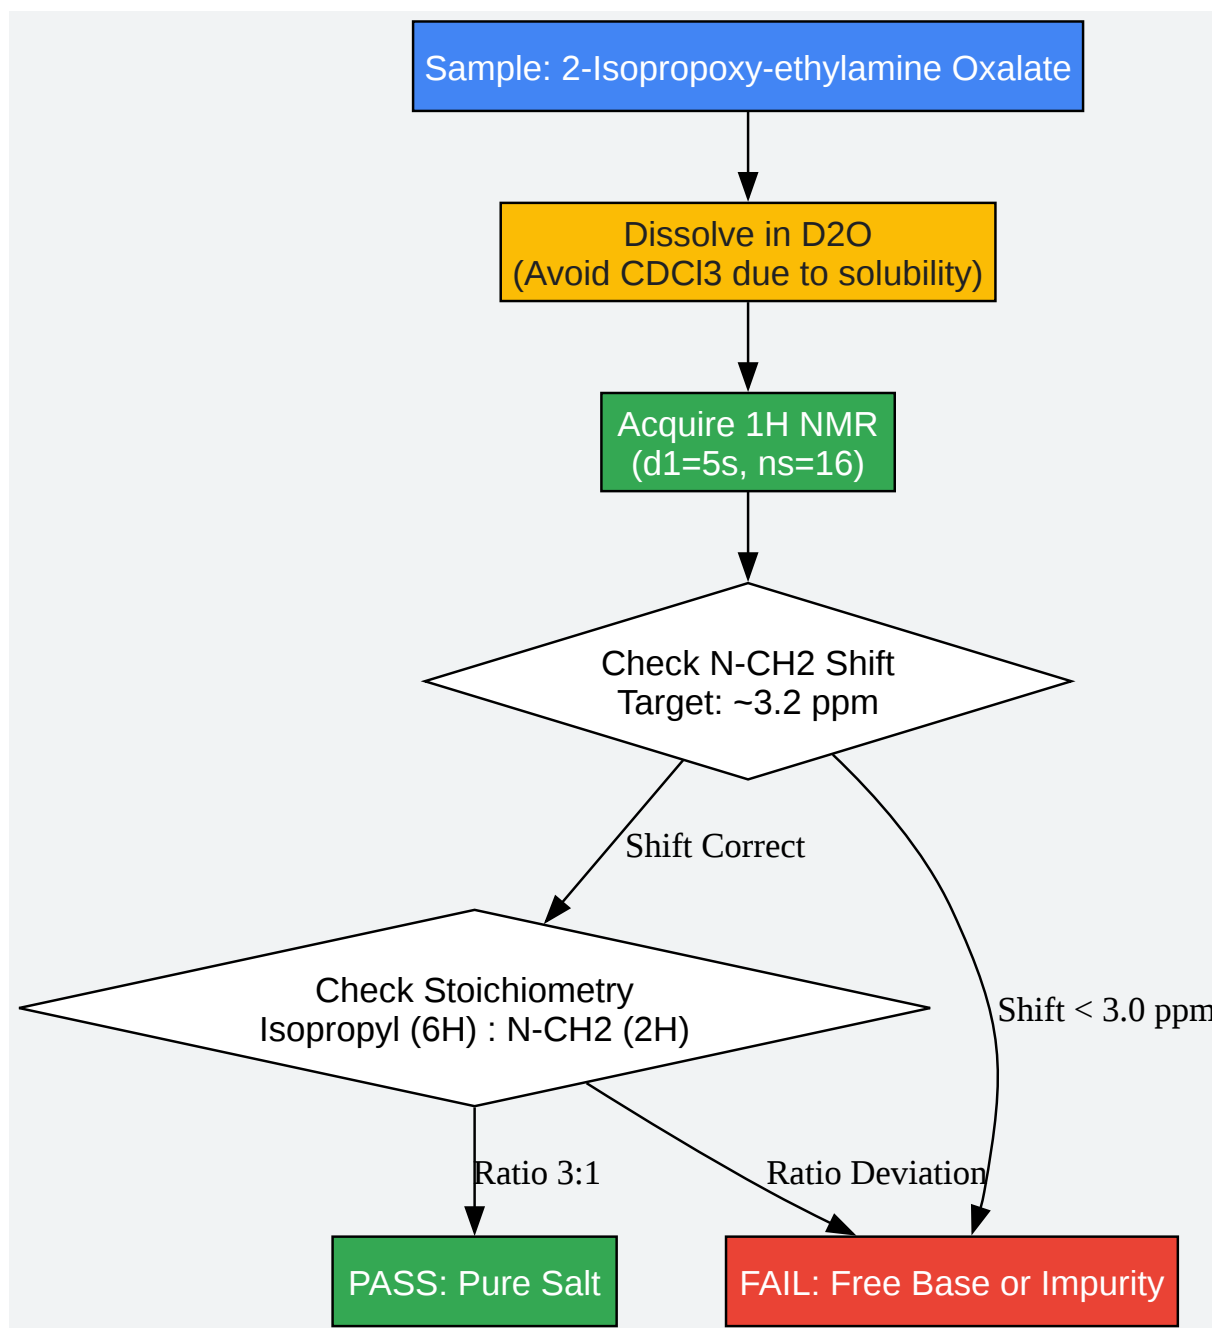 Sample: 2-Isopropoxy-ethylamine Oxalate
Dissolve in D2O
(Avoid CDCl3 due to solubility)
Acquire 1H NMR
(d1=5s, ns=16)
Check N-CH2 Shift
Target: ~3.2 ppm
Shift Correct
Check Stoichiometry
Isopropyl (6H) : N-CH2 (2H)
Shift < 3.0 ppm
Ratio 3:1
Ratio Deviation
PASS: Pure Salt
FAIL: Free Base or Impurity